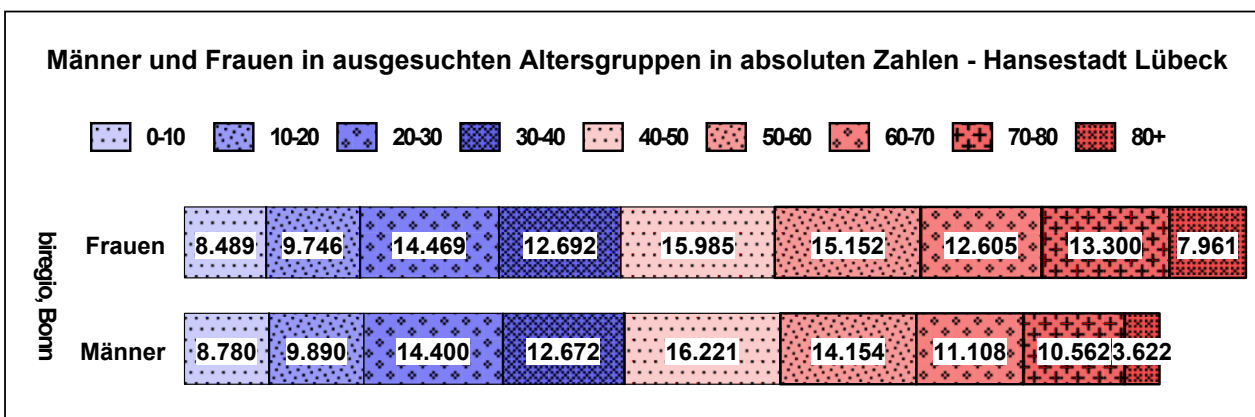 Männer und Frauen in ausgesuchten Altersgruppen in absoluten Zahlen - Hansestadt Lübeck
0-10 10-20 20-30 30-40 40-50 50-60 60-70 70-80 80+
biregio, Bonn
Frauen 8.489 9.746 14.469 12.692 15.985 15.152 12.605 13.300 7.961
Männer 8.780 9.890 14.400 12.672 16.221 14.154 11.108 10.562 3.622